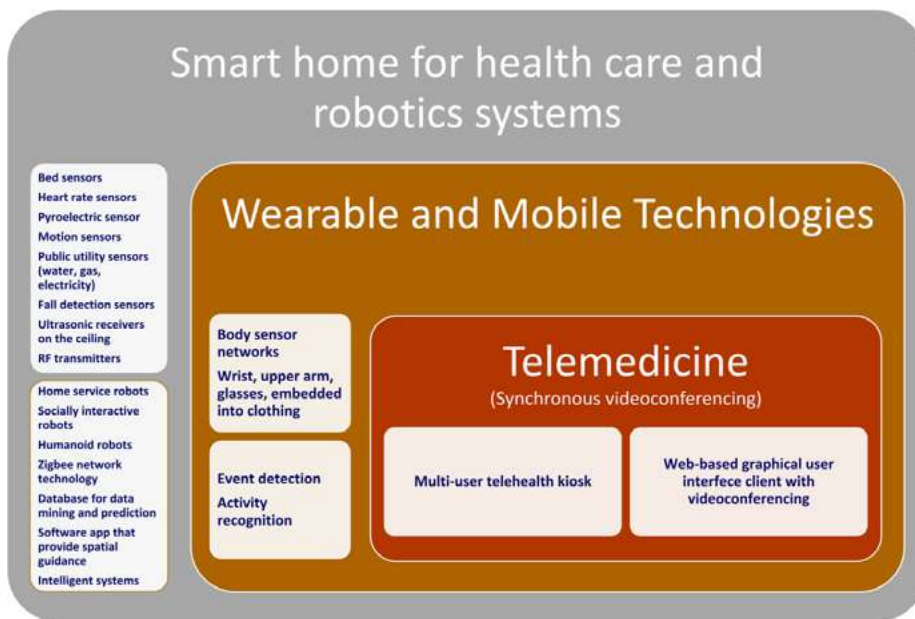 Smart home for health care and
robotics systems
Bed sensors
Heart rate sensors
Pyroelectric sensor
Motion sensors
Public utility sensors
(water, gas,
electricity)
Fall detection sensors
Ultrasonic receivers
on the ceiling
RF transmitters
Home service robots
Socially interactive
robots
Humanoid robots
Zigbee network
technology
Database for data
mining and prediction
Software app that
provide spatial
guidance
Intelligent systems
Wearable and Mobile Technologies
Body sensor
networks
Wrist, upper arm,
glasses, embedded
into clothing
Event detection
Activity
recognition
Telemedicine
(Synchronous videoconferencing)
Multi-user telehealth kiosk
Web-based graphical user
interfece client with
videoconferencing